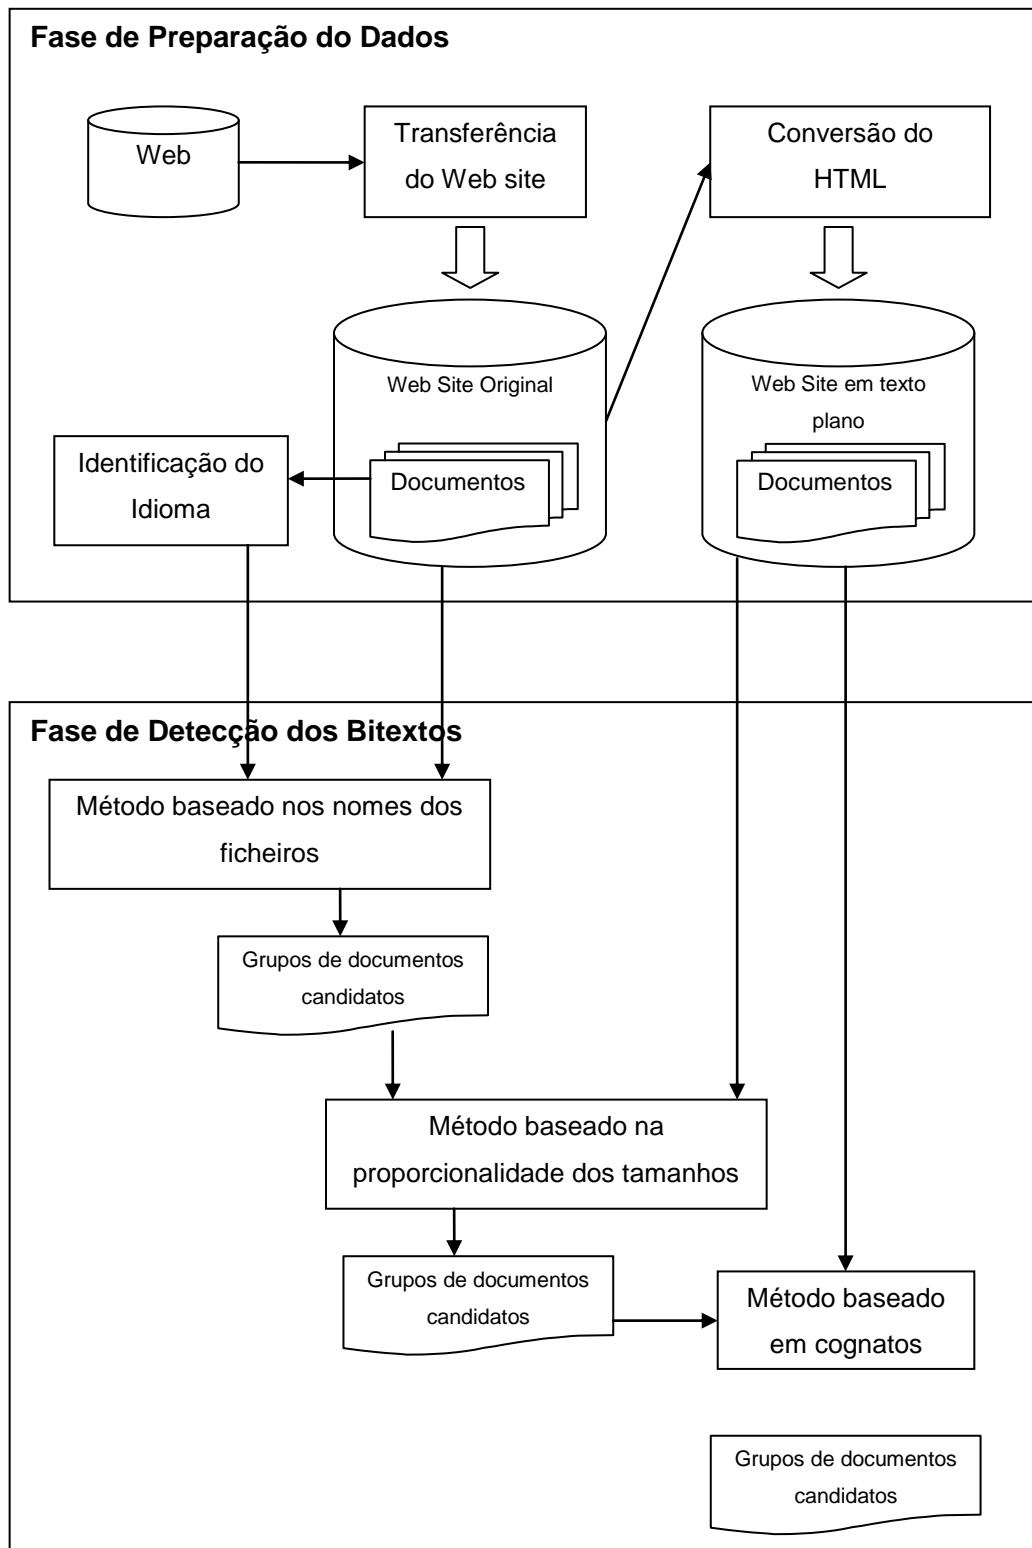 Fase de Preparação do Dados
Web
Transferência
do Web site
Conversão do
HTML
Web Site Original
Documentos
Web Site em texto
plano
Documentos
Identificação do
Idioma
Fase de Detecção dos Bitextos
Método baseado nos nomes dos
ficheiros
Grupos de documentos
candidatos
Método baseado na
proporcionalidade dos tamanhos
Grupos de documentos
candidatos
Método baseado
em cognatos
Grupos de documentos
candidatos